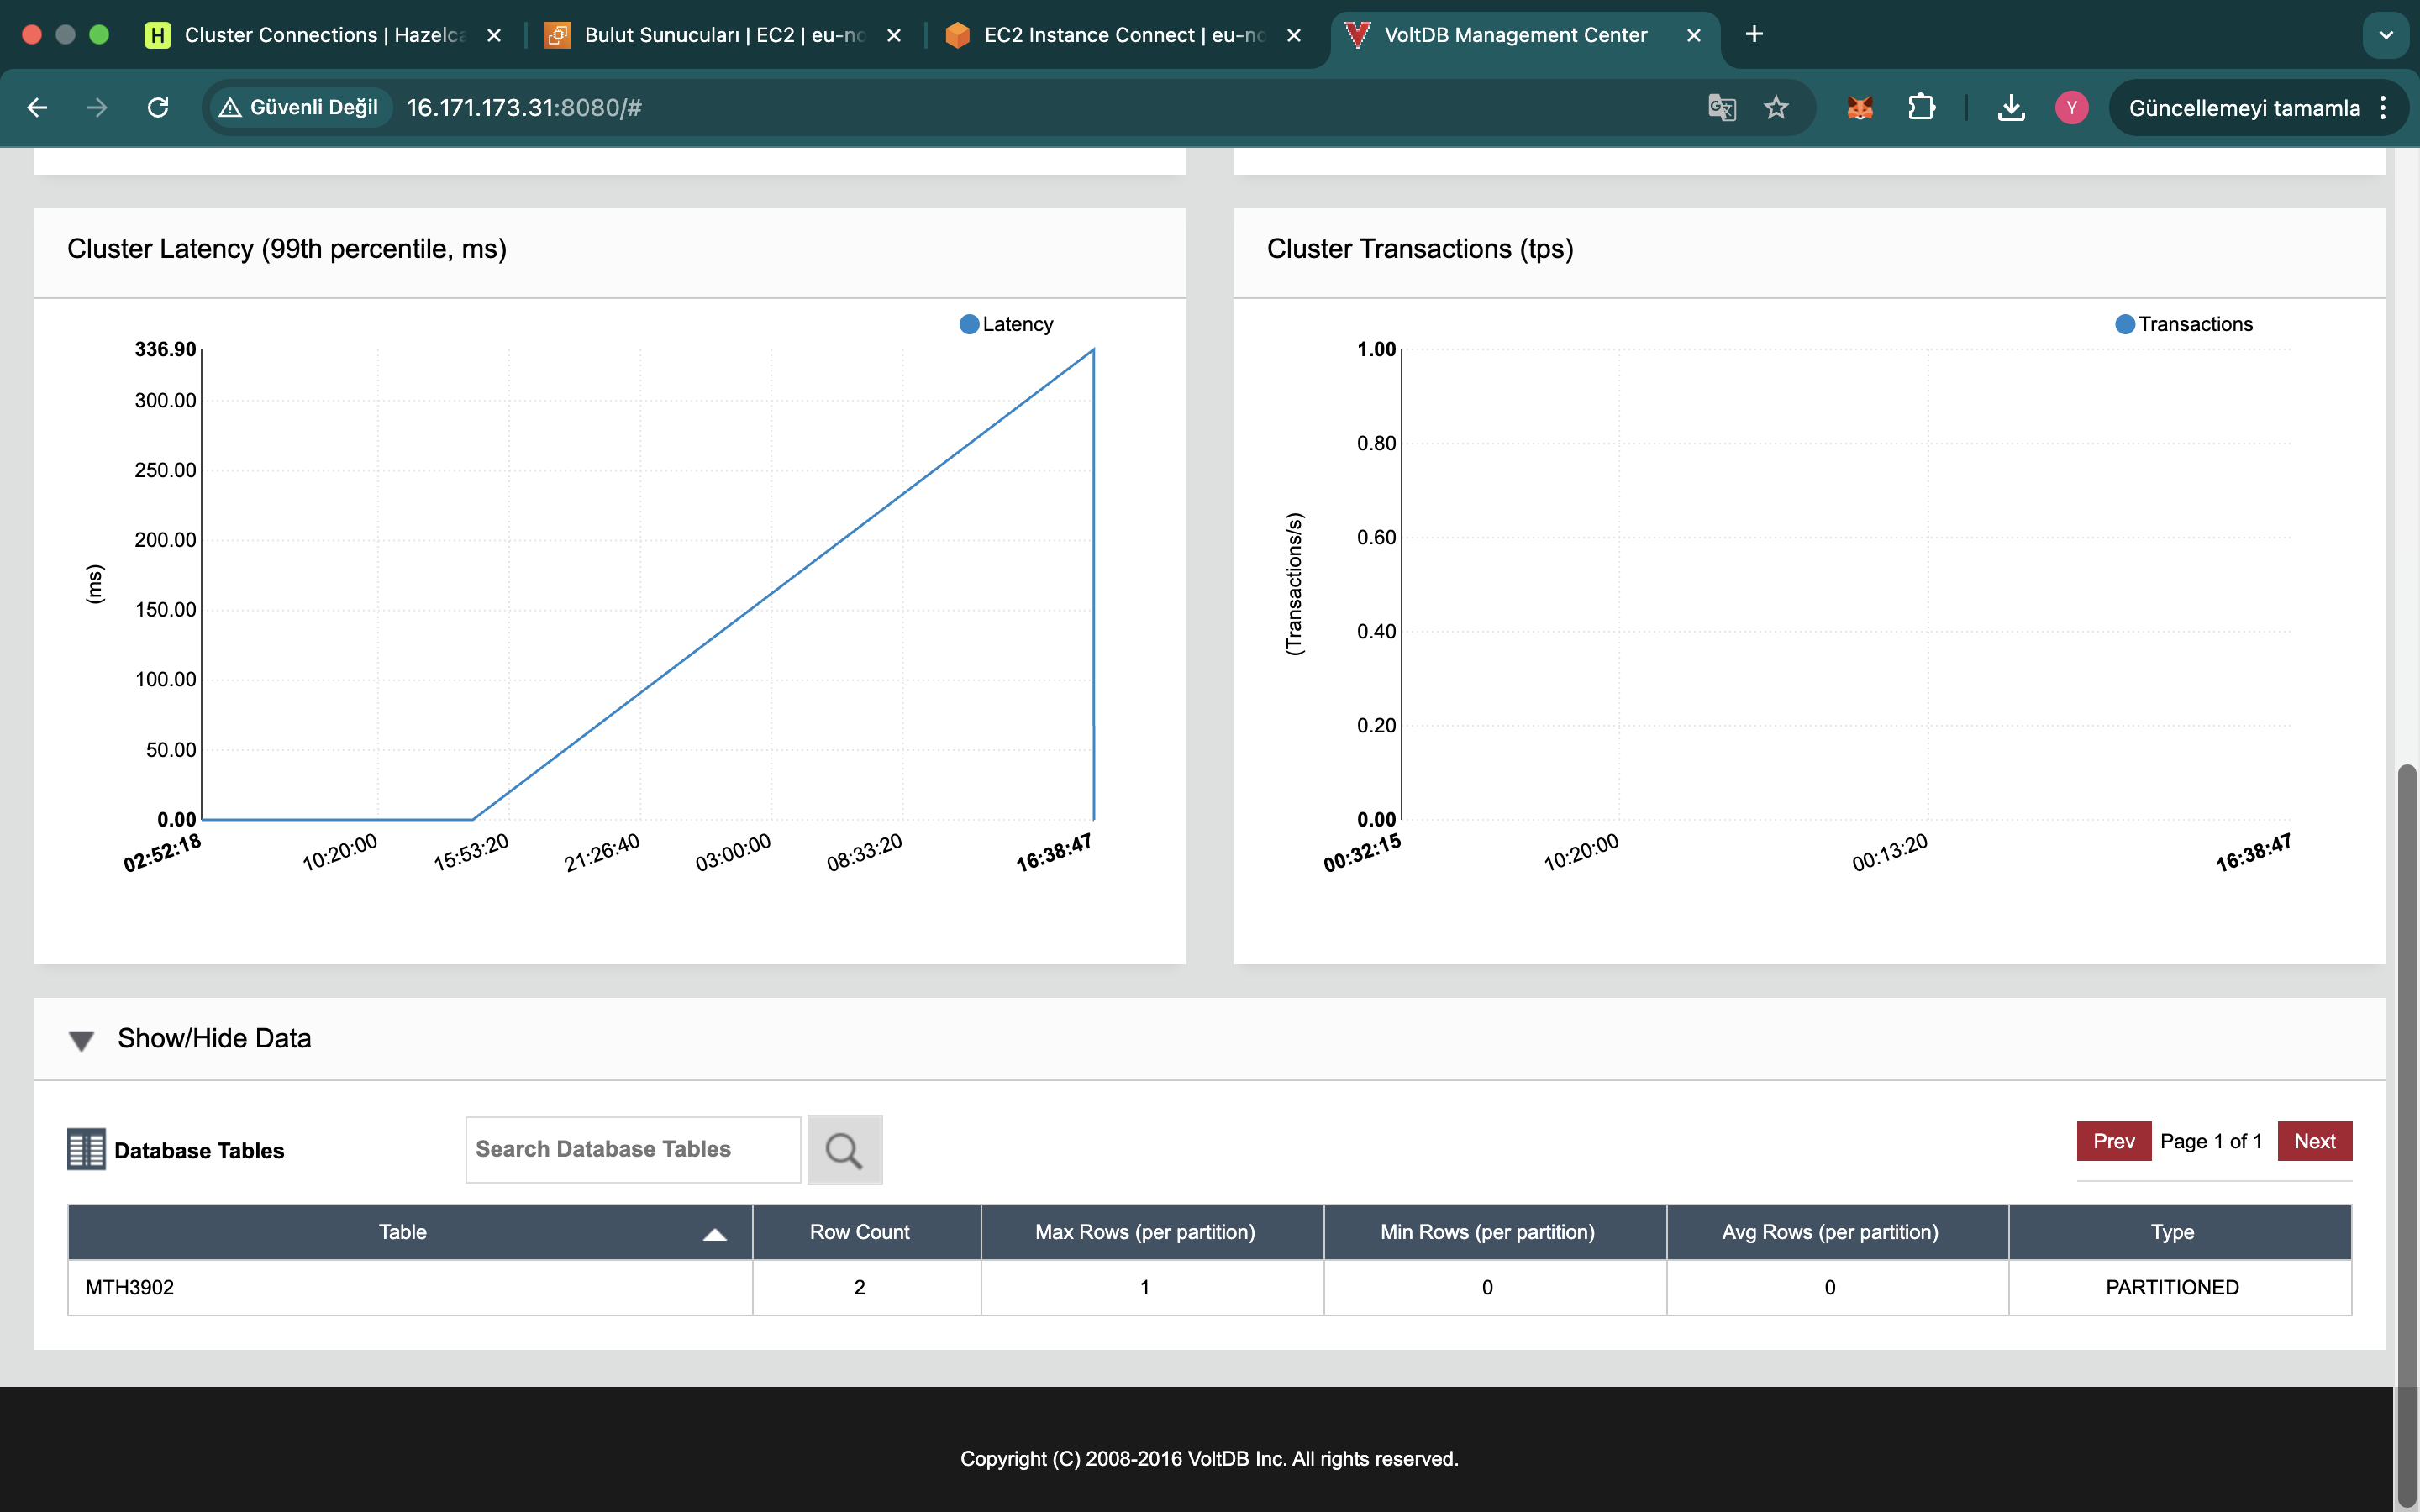 H Cluster Connections | Hazelca
Bulut Sunucuları | EC2 | eu-no
EC2 Instance Connect | eu-no
VoltDB Management Center
Güvenli Değil
16.171.173.31:8080/#
Y
Güncellemeyi tamamla
Cluster Latency (99th percentile, ms)
Latency
336.90
300.00
250.00
200.00
150.00
100.00
50.00
0.00
(ms)
02:52:18
10:20:00
15:53:20
21:26:40
03:00:00
08:33:20
16:38:47
Cluster Transactions (tps)
Transactions
1.00
0.80
0.60
0.40
0.20
0.00
(Transactions/s)
00:32:15
10:20:00
00:13:20
16:38:47
Show/Hide Data
Database Tables
Search Database Tables
Prev Page 1 of 1 Next
Table Row Count Max Rows (per partition) Min Rows (per partition) Avg Rows (per partition) Type
MTH3902 2 1 0 0 PARTITIONED
Copyright (C) 2008-2016 VoltDB Inc. All rights reserved.